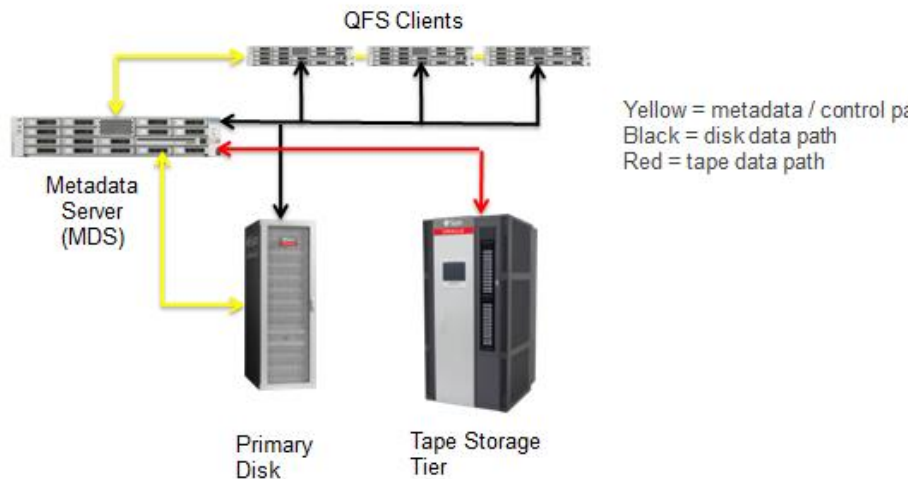 QFS Clients
Yellow = metadata / control pa
Black = disk data path
Red = tape data path
Metadata
Server
(MDS)
Primary
Disk
Tape Storage
Tier